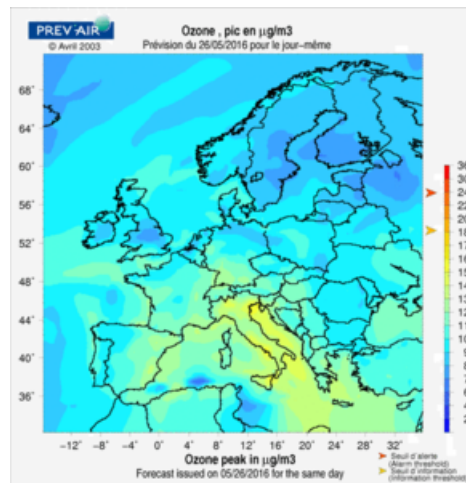 PREV'AIR
© Avril 2003
Ozone , pic en µg/m3
Prévision du 26/05/2016 pour le jour-même
68°
64°
60°
56°
52°
48°
44°
40°
36°
−12° −8° −4° 0° 4° 8° 12° 16° 20° 24° 28° 32°
Ozone peak in µg/m3
Forecast issued on 05/26/2016 for the same day
Seuil d'alerte
(Alarm threshold)
Seuil d'information
(Information threshold)